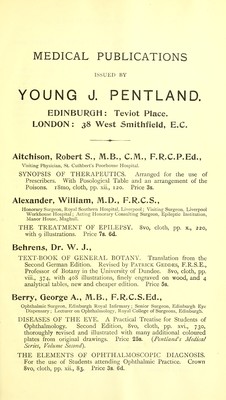 MEDICAL PUBLICATIONS
ISSUED BY
YOUNG J. PENTLAND.
EDINBURGH: Teviot Place.
LONDON: 38 West Smithfield, E.C.
Aitchison, Robert S., M.B., C.M., F.R.C.P.Ed.,
Visiting Physician, St. Cuthbert's Poorhouse Hospital.
SYNOPSIS OF THERAPEUTICS. Arranged for the use of
Prescribers. With Posological Table and an arrangement of the
Poisons. 18mo, cloth, pp. xii., 120. Price 3s.
Alexander, William, M.D., F.R.C.S.,
Honorary Surgeon, Royal Southern Hospital, Liverpool; Visiting Surgeon, Liverpool
Workhouse Hospital; Acting Honorary Consulting Surgeon, Epileptic Institution,
Manor House, Maghull.
THE TREATMENT OF EPILEPSY. 8vo, cloth, pp. x., 220,
with 9 illustrations. Price 7s. 6d.
Behrens, Dr. W. J.,
TEXT-BOOK OF GENERAL BOTANY. Translation from the
Second German Edition. Revised by PATRICK GEDDES, F.R.S.E.,
Professor of Botany in the University of Dundee. 8vo, cloth, pp.
viii., 374, with 408 illustrations, finely engraved on wood, and 4
analytical tables, new and cheaper edition. Price 5s.
Berry, George A., M.B., F.R.C.S.Ed.,
Ophthalmic Surgeon, Edinburgh Royal Infirmary; Senior Surgeon, Edinburgh Eye
Dispensary; Lecturer on Ophthalmology, Royal College of Surgeons, Edinburgh.
DISEASES OF THE EYE. A Practical Treatise for Students of
Ophthalmology. Second Edition, 8vo, cloth, pp. xvi., 730,
thoroughly revised and illustrated with many additional coloured
plates from original drawings. Price 25s. (Pentland's Medical
Series, Volume Second).
THE ELEMENTS OF OPHTHALMOSCOPIC DIAGNOSIS.
For the use of Students attending Ophthalmic Practice. Crown
8vo, cloth, pp. xii., 83. Price 3s. 6d.